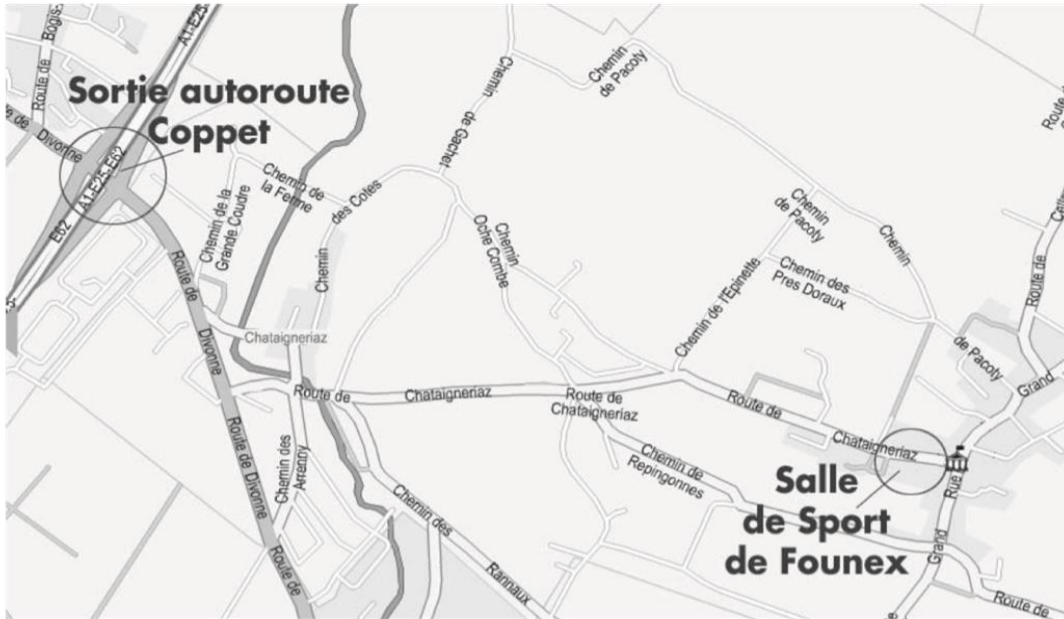 Route de Bogis-
A1-E25
Sortie autoroute
Coppet
Divonne
A1-E25-E62
E62
Chemin de la
Grande Coudre
Chemin de
la Ferme
Chemin des Cotes
Chemin de Gachet
Chemin
de Pacoty
Chemin
Oche Combe
Chemin
de Pacoty
Chemin
de Pacoty
Chemin des
Pres Doraux
Chemin de l'Epinette
Route de
Grand
Route de Divonne
Chataigneriaz
Route de Chataigneriaz
Route de
Chataigneriaz
Route de Chataigneriaz
Route de Divonne
Chemin des
Arrenny
Chemin de
Repingonnes
Chemin des Rannaux
Salle
de Sport
de Founex
Grand Rue
Route de
Route de